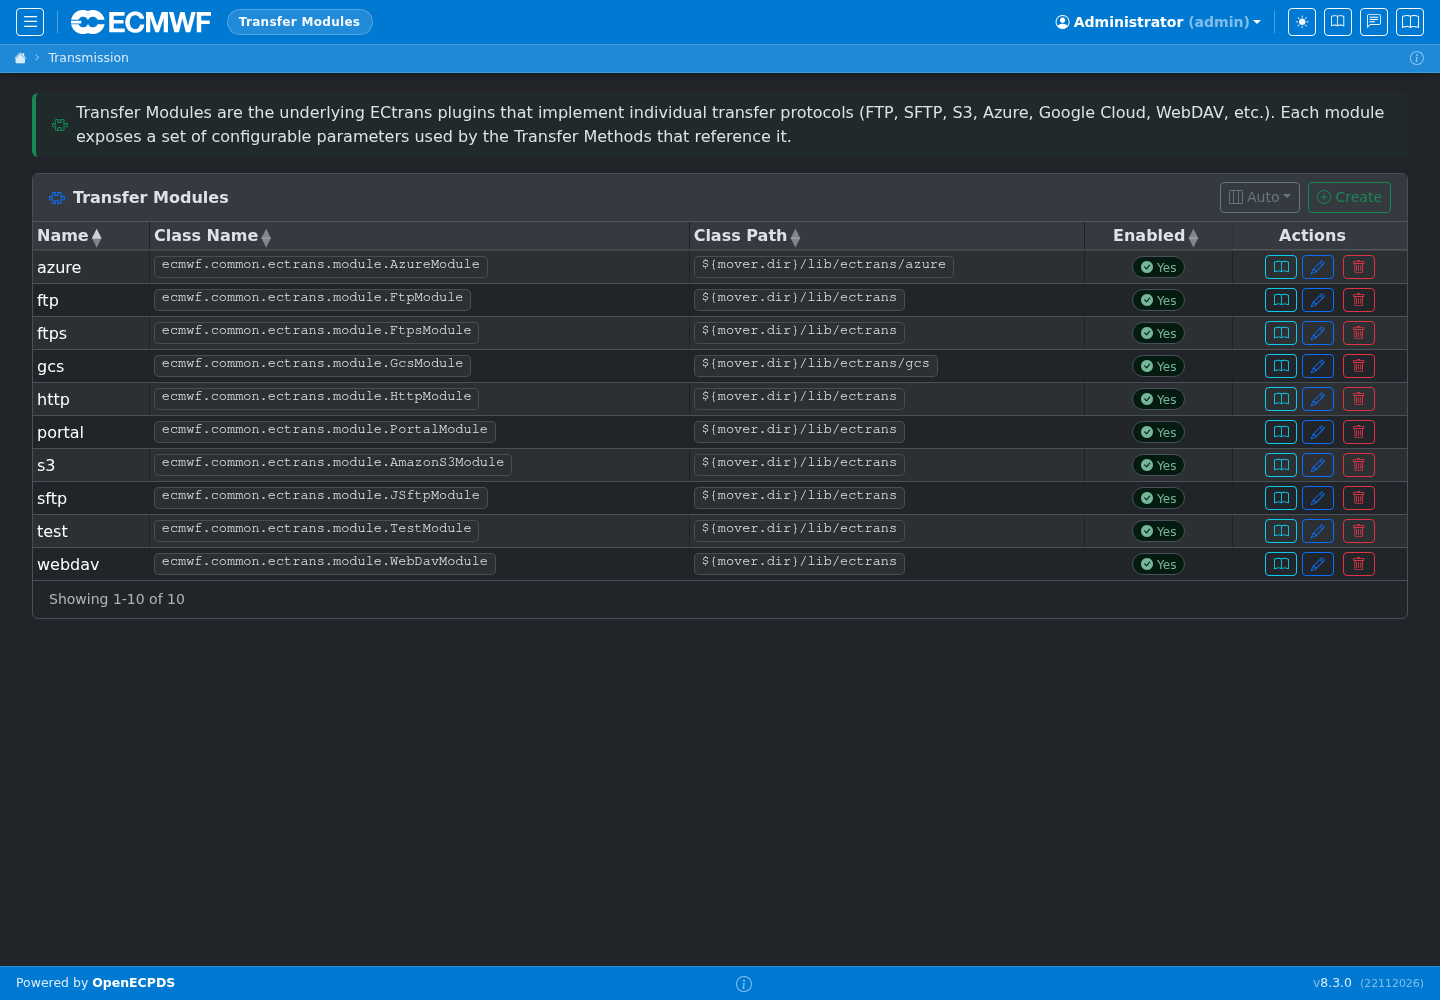 ECMWF Transfer Modules Administrator (admin)
Transmission
Transfer Modules are the underlying ECtrans plugins that implement individual transfer protocols (FTP, SFTP, S3, Azure, Google Cloud, WebDAV, etc.). Each module
exposes a set of configurable parameters used by the Transfer Methods that reference it.
Transfer Modules Auto Create
Name Class Name Class Path Enabled Actions
azure ecmwf.common.ectrans.module.AzureModule ${mover.dir}/lib/ectrans/azure Yes
ftp ecmwf.common.ectrans.module.FtpModule ${mover.dir}/lib/ectrans Yes
ftps ecmwf.common.ectrans.module.FtpsModule ${mover.dir}/lib/ectrans Yes
gcs ecmwf.common.ectrans.module.GcsModule ${mover.dir}/lib/ectrans/gcs Yes
http ecmwf.common.ectrans.module.HttpModule ${mover.dir}/lib/ectrans Yes
portal ecmwf.common.ectrans.module.PortalModule ${mover.dir}/lib/ectrans Yes
s3 ecmwf.common.ectrans.module.AmazonS3Module ${mover.dir}/lib/ectrans Yes
sftp ecmwf.common.ectrans.module.JSftpModule ${mover.dir}/lib/ectrans Yes
test ecmwf.common.ectrans.module.TestModule ${mover.dir}/lib/ectrans Yes
webdav ecmwf.common.ectrans.module.WebDavModule ${mover.dir}/lib/ectrans Yes
Showing 1-10 of 10
Powered by OpenECPDS v8.3.0 (22112026)